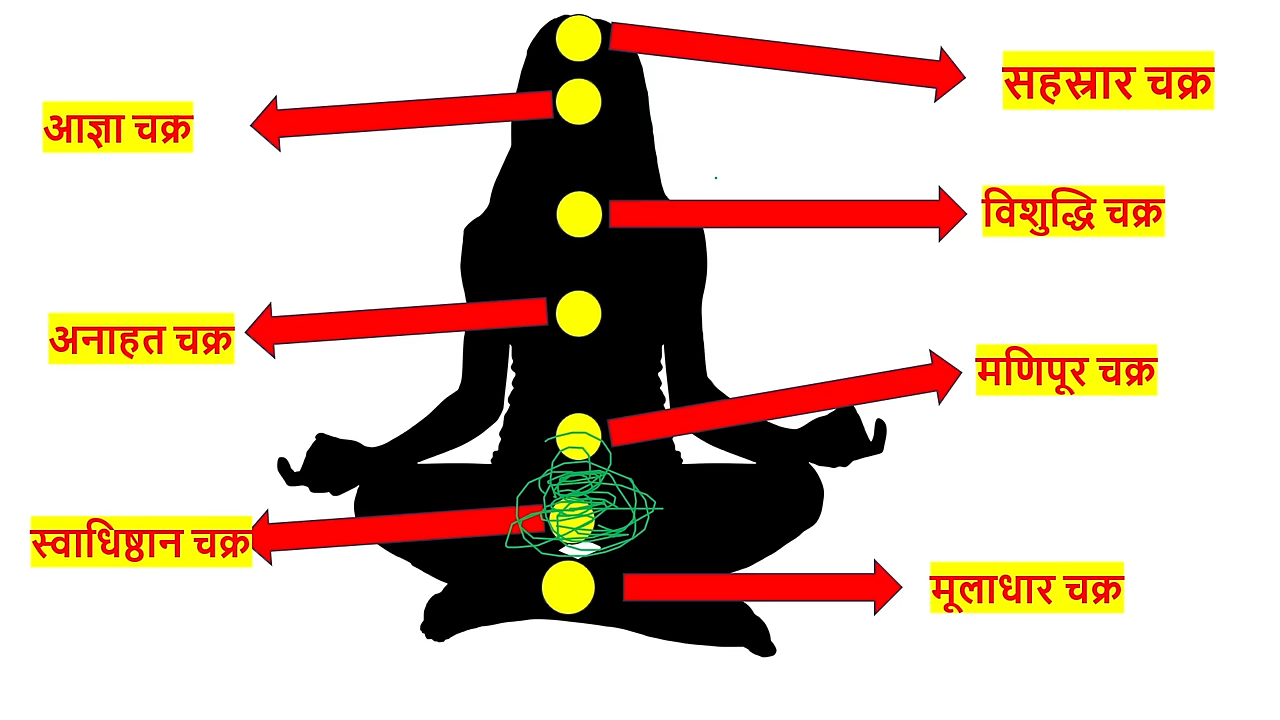 सहस्रार चक्र
आज्ञा चक्र
विशुद्धि चक्र
अनाहत चक्र
मणिपूर चक्र
स्वाधिष्ठान चक्र
मूलाधार चक्र